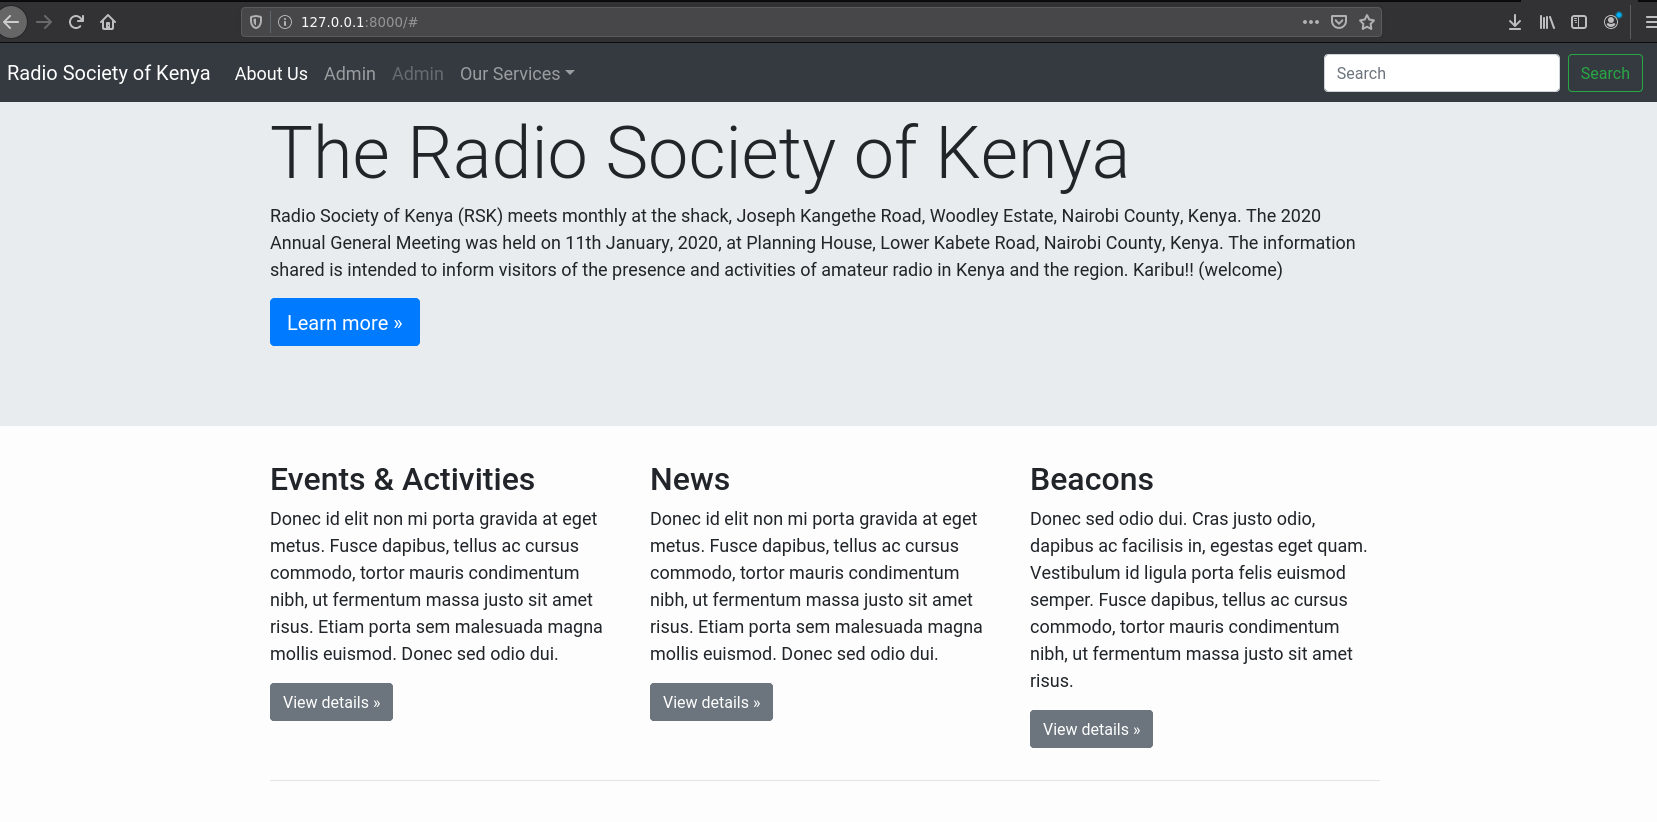 127.0.0.1:8000/#
Radio Society of Kenya About Us Admin Admin Our Services Search Search
The Radio Society of Kenya
Radio Society of Kenya (RSK) meets monthly at the shack, Joseph Kangethe Road, Woodley Estate, Nairobi County, Kenya. The 2020
Annual General Meeting was held on 11th January, 2020, at Planning House, Lower Kabete Road, Nairobi County, Kenya. The information
shared is intended to inform visitors of the presence and activities of amateur radio in Kenya and the region. Karibu!! (welcome)
Learn more »
Events & Activities
Donec id elit non mi porta gravida at eget
metus. Fusce dapibus, tellus ac cursus
commodo, tortor mauris condimentum
nibh, ut fermentum massa justo sit amet
risus. Etiam porta sem malesuada magna
mollis euismod. Donec sed odio dui.
View details »
News
Donec id elit non mi porta gravida at eget
metus. Fusce dapibus, tellus ac cursus
commodo, tortor mauris condimentum
nibh, ut fermentum massa justo sit amet
risus. Etiam porta sem malesuada magna
mollis euismod. Donec sed odio dui.
View details »
Beacons
Donec sed odio dui. Cras justo odio,
dapibus ac facilisis in, egestas eget quam.
Vestibulum id ligula porta felis euismod
semper. Fusce dapibus, tellus ac cursus
commodo, tortor mauris condimentum
nibh, ut fermentum massa justo sit amet
risus.
View details »